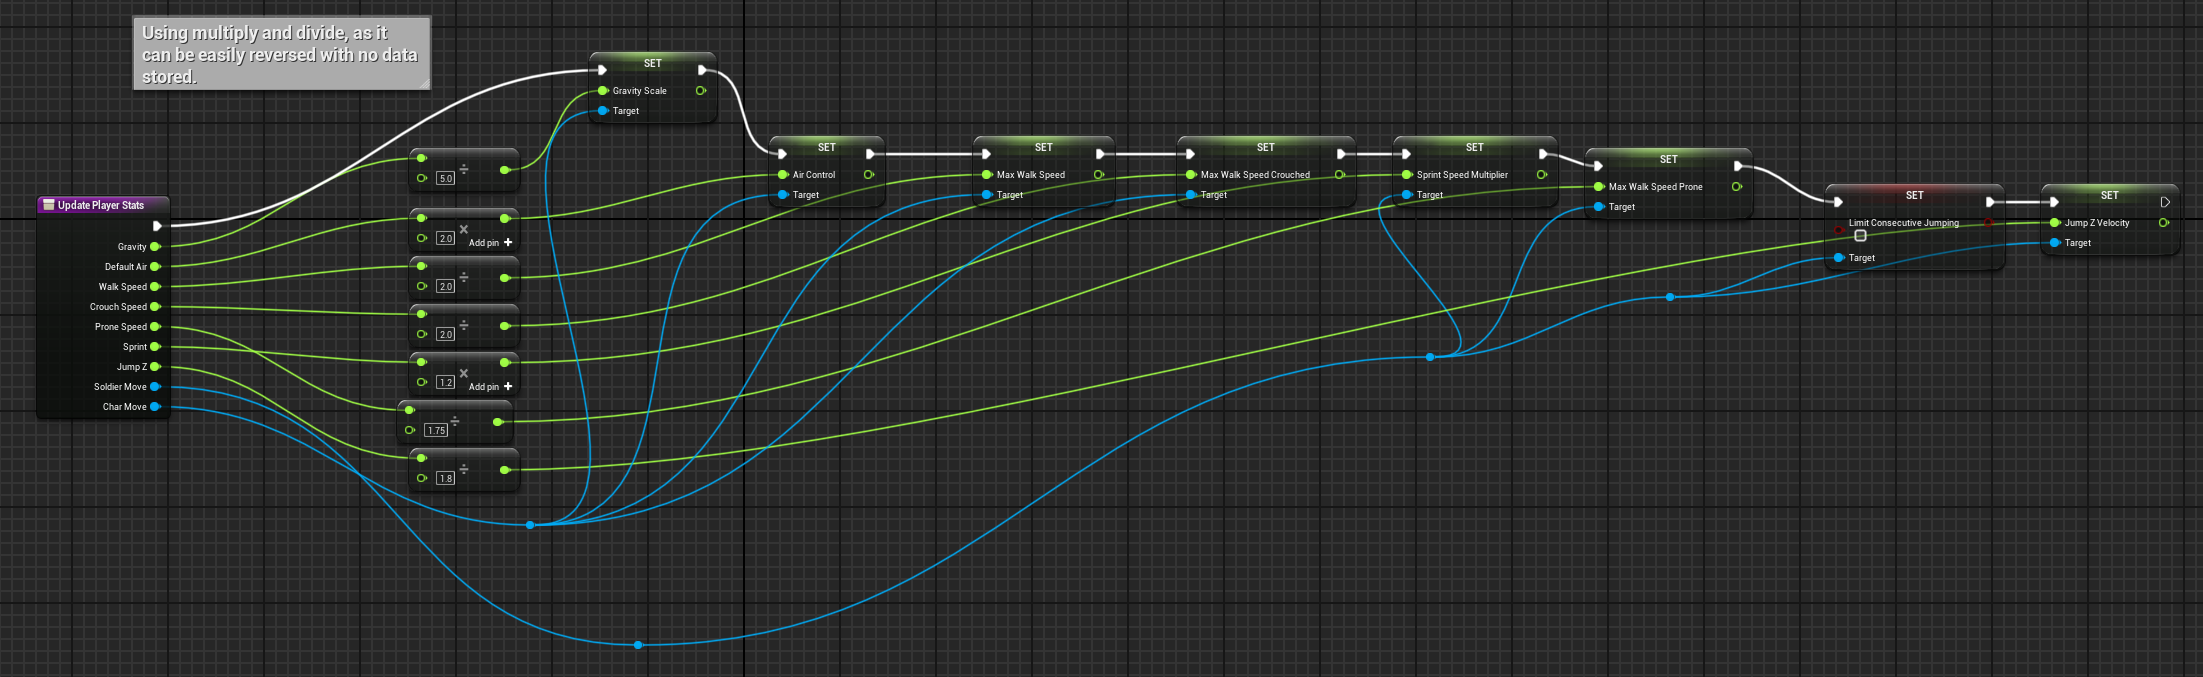 Using multiply and divide, as it
can be easily reversed with no data
stored.
SET
Gravity Scale
Target
SET
Air Control
Target
SET
Max Walk Speed
Target
SET
Max Walk Speed Crouched
Target
SET
Sprint Speed Multiplier
Target
SET
Max Walk Speed Prone
Target
SET
Limit Consecutive Jumping
Target
SET
Jump Z Velocity
Target
Update Player Stats
Gravity
Default Air
Walk Speed
Crouch Speed
Prone Speed
Sprint
Jump Z
Soldier Move
Char Move
÷
5.0
×
2.0
Add pin +
÷
2.0
÷
2.0
×
1.2
Add pin +
÷
1.75
÷
1.8